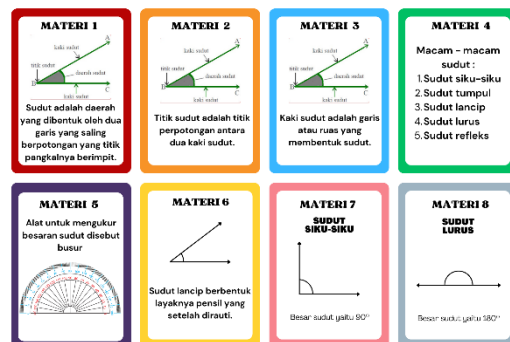 MATERI 1
kaki sudut
A
titik sudut
daerah sudut
B
C
kaki sudut
Sudut adalah daerah
yang dibentuk oleh dua
garis yang saling
berpotongan yang titik
pangkalnya berimpit.
MATERI 2
kaki sudut
A
titik sudut
daerah sudut
B
C
kaki sudut
Titik sudut adalah titik
perpotongan antara
dua kaki sudut.
MATERI 3
kaki sudut
A
titik sudut
daerah sudut
B
C
kaki sudut
Kaki sudut adalah garis
atau ruas yang
membentuk sudut.
MATERI 4
Macam - macam
sudut :
1. Sudut siku-siku
2. Sudut tumpul
3. Sudut lancip
4. Sudut lurus
5. Sudut refleks
MATERI 5
Alat untuk mengukur
besaran sudut disebut
busur
MATERI 6
Sudut lancip berbentuk
layaknya pensil yang
setelah dirauti.
MATERI 7
SUDUT
SIKU-SIKU
Besar sudut yaitu 90°
MATERI 8
SUDUT
LURUS
Besar sudut yaitu 180°